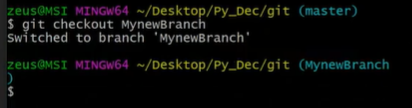 zeus@MSI MINGW64 ~/Desktop/Py_Dec/git (master)
$ git checkout MynewBranch
Switched to branch 'MynewBranch'
zeus@MSI MINGW64 ~/Desktop/Py_Dec/git (MynewBranch
)
$